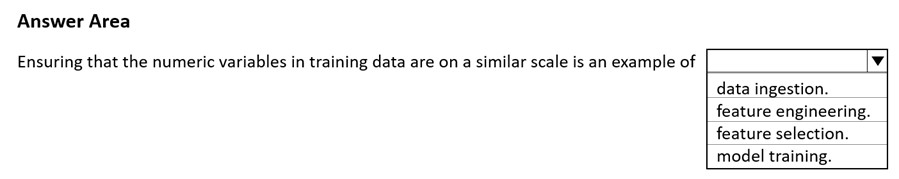 Answer Area
Ensuring that the numeric variables in training data are on a similar scale is an example of
data ingestion.
feature engineering.
feature selection.
model training.